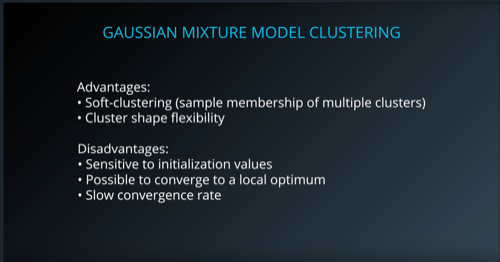 GAUSSIAN MIXTURE MODEL CLUSTERING
Advantages:
• Soft-clustering (sample membership of multiple clusters)
• Cluster shape flexibility
Disadvantages:
• Sensitive to initialization values
• Possible to converge to a local optimum
• Slow convergence rate